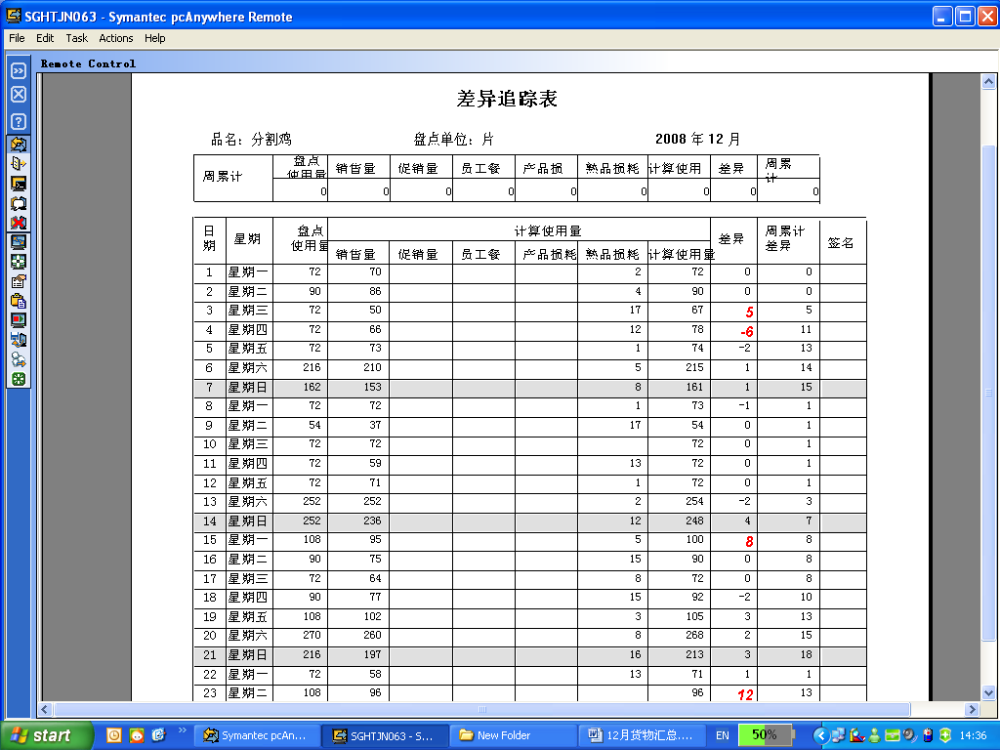 SGHTJN063 - Symantec pcAnywhere Remote
File Edit Task Actions Help
Remote Control
差异追踪表
品名：分割鸡 盘点单位：片 2008 年 12 月
周累计 盘点使用量 销售量 促销量 员工餐 产品损 熟品损耗 计算使用 差异 周累计
0 0 0 0 0 0 0 0 0
日期 星期 盘点使用量 计算使用量 差异 周累计差异 签名
销售量 促销量 员工餐 产品损耗 熟品损耗 计算使用量
1 星期一 72 70 2 72 0 0
2 星期二 90 86 4 90 0 0
3 星期三 72 50 17 67 5 5
4 星期四 72 66 12 78 -6 11
5 星期五 72 73 1 74 -2 13
6 星期六 216 210 5 215 1 14
7 星期日 162 153 8 161 1 15
8 星期一 72 72 1 73 -1 1
9 星期二 54 37 17 54 0 1
10 星期三 72 72 72 0 1
11 星期四 72 59 13 72 0 1
12 星期五 72 71 1 72 0 1
13 星期六 252 252 2 254 -2 3
14 星期日 252 236 12 248 4 7
15 星期一 108 95 5 100 8 8
16 星期二 90 75 15 90 0 8
17 星期三 72 64 8 72 0 8
18 星期四 90 77 15 92 -2 10
19 星期五 108 102 3 105 3 13
20 星期六 270 260 8 268 2 15
21 星期日 216 197 16 213 3 18
22 星期一 72 58 13 71 1 1
23 星期二 108 96 96 12 13
start Symantec pcAn... SGHTJN063 - S... New Folder 12月货物汇总.... EN 50% 14:36